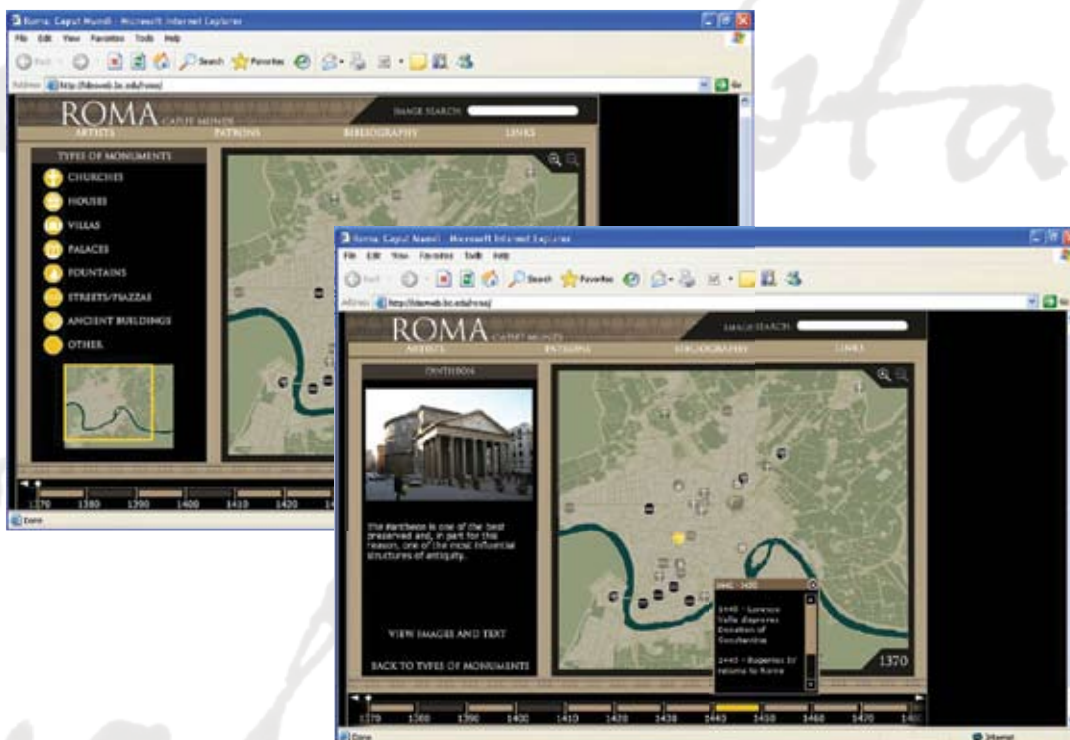 Roma: Caput Mundi - Microsoft Internet Explorer
File Edit View Favorites Tools Help
Back Search Favorites
Address Go
ROMA CAPUT MUNDI
IMAGE SEARCH
ARTISTS PATRONS BIBLIOGRAPHY LINKS
TYPES OF MONUMENTS
CHURCHES
HOUSES
VILLAS
PALACES
FOUNTAINS
STREETS/PIAZZAS
ANCIENT BUILDINGS
OTHER
1370 1380 1390 1400 1410 1420
Done
Roma: Caput Mundi - Microsoft Internet Explorer
File Edit View Favorites Tools Help
Back Search Favorites
Address Go
ROMA CAPUT MUNDI
IMAGE SEARCH
ARTISTS PATRONS BIBLIOGRAPHY LINKS
PANTHEON
The Pantheon is one of the best
preserved and, in part for this
reason, one of the most influential
structures of antiquity.
VIEW IMAGES AND TEXT
BACK TO TYPES OF MONUMENTS
1440 - Lorenzo
Valla disproves
Donation of
Constantine
1443 - Eugenius IV
returns to Rome
1370
1370 1380 1390 1400 1410 1420 1430 1440 1450 1460 1470
Done Internet